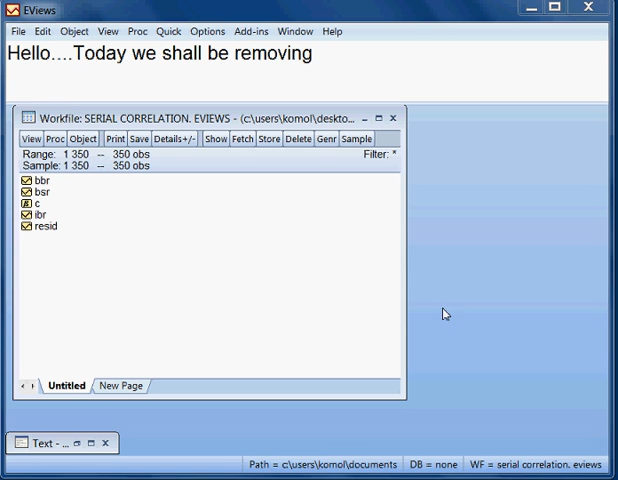 EViews
File Edit Object View Proc Quick Options Add-ins Window Help
Hello....Today we shall be removing
Workfile: SERIAL CORRELATION. EVIEWS - (c:\users\komol\deskto...
View Proc Object Print Save Details+/- Show Fetch Store Delete Genr Sample
Range: 1 350 -- 350 obs Filter: *
Sample: 1 350 -- 350 obs
bbr
bsr
c
ibr
resid
Untitled New Page
Text - ...
Path = c:\users\komol\documents DB = none WF = serial correlation. eviews